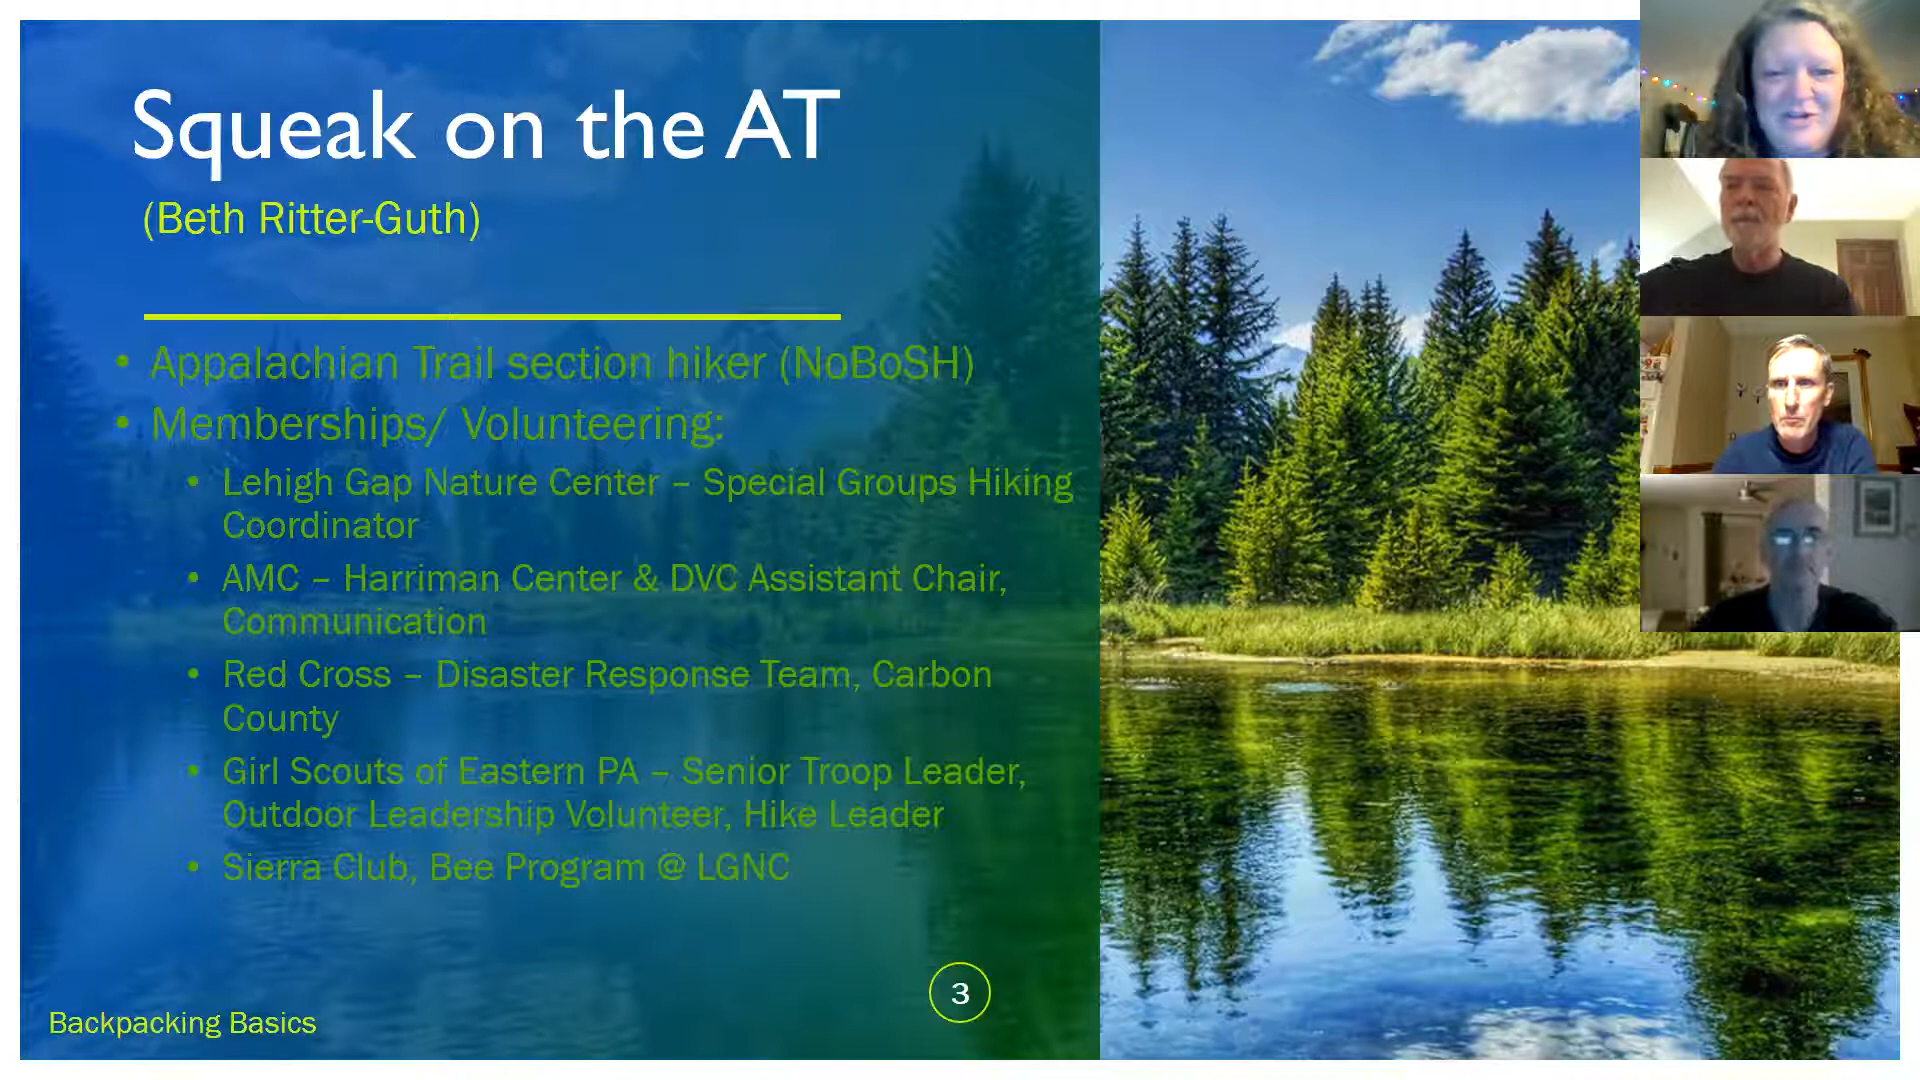 Squeak on the AT
(Beth Ritter-Guth)
• Appalachian Trail section hiker (NoBoSH)
• Memberships/ Volunteering:
• Lehigh Gap Nature Center – Special Groups Hiking
Coordinator
• AMC – Harriman Center & DVC Assistant Chair,
Communication
• Red Cross – Disaster Response Team, Carbon
County
• Girl Scouts of Eastern PA – Senior Troop Leader,
Outdoor Leadership Volunteer, Hike Leader
• Sierra Club, Bee Program @ LGNC
3
Backpacking Basics